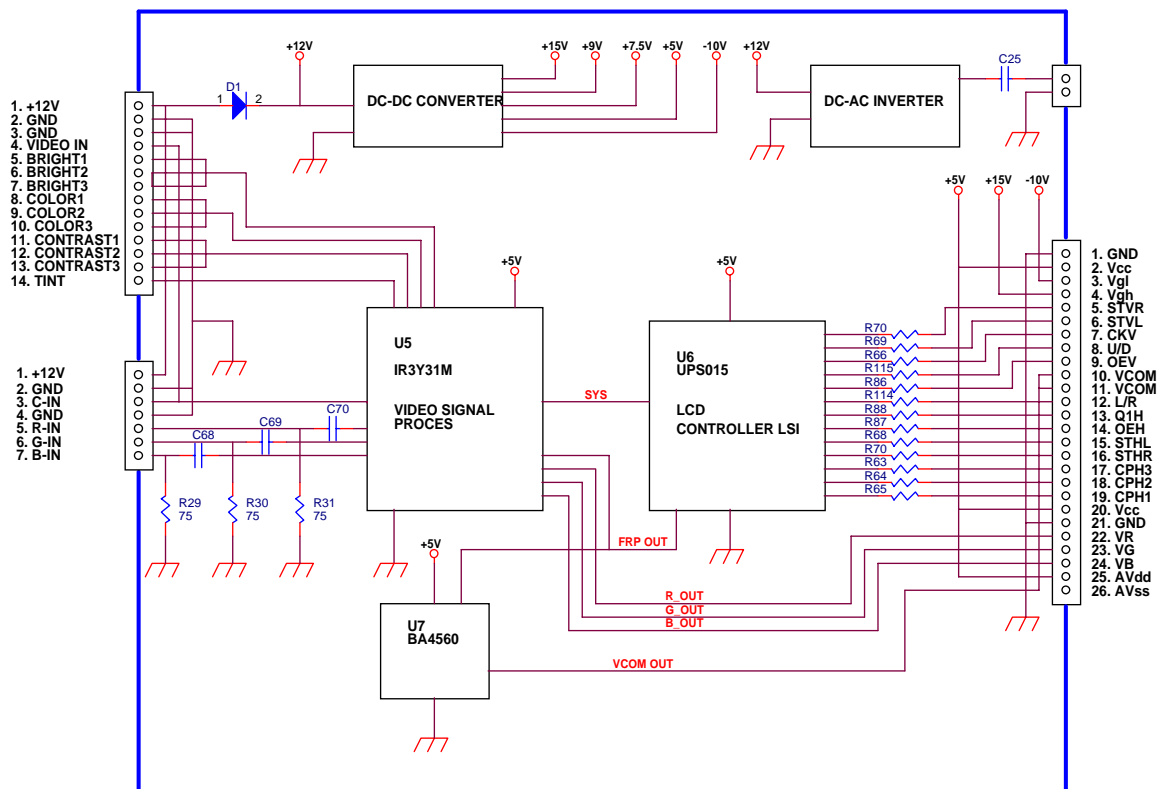 +12V
+15V
+9V
+7.5V
+5V
-10V
+12V
C25
D1
1
2
DC-DC CONVERTER
DC-AC INVERTER
1. +12V
2. GND
3. GND
4. VIDEO IN
5. BRIGHT1
6. BRIGHT2
7. BRIGHT3
8. COLOR1
9. COLOR2
10. COLOR3
11. CONTRAST1
12. CONTRAST2
13. CONTRAST3
14. TINT
+5V
+15V
-10V
+5V
+5V
U5
IR3Y31M
VIDEO SIGNAL
PROCES
SYS
U6
UPS015
LCD
CONTROLLER LSI
R70
R69
R66
R115
R86
R114
R88
R87
R68
R70
R63
R64
R65
1. GND
2. Vcc
3. Vgl
4. Vgh
5. STVR
6. STVL
7. CKV
8. U/D
9. OEV
10. VCOM
11. VCOM
12. L/R
13. Q1H
14. OEH
15. STHL
16. STHR
17. CPH3
18. CPH2
19. CPH1
20. Vcc
21. GND
22. VR
23. VG
24. VB
25. AVdd
26. AVss
1. +12V
2. GND
3. C-IN
4. GND
5. R-IN
6. G-IN
7. B-IN
C68
C69
C70
R29
75
R30
75
R31
75
+5V
FRP OUT
R_OUT
G_OUT
B_OUT
U7
BA4560
VCOM OUT